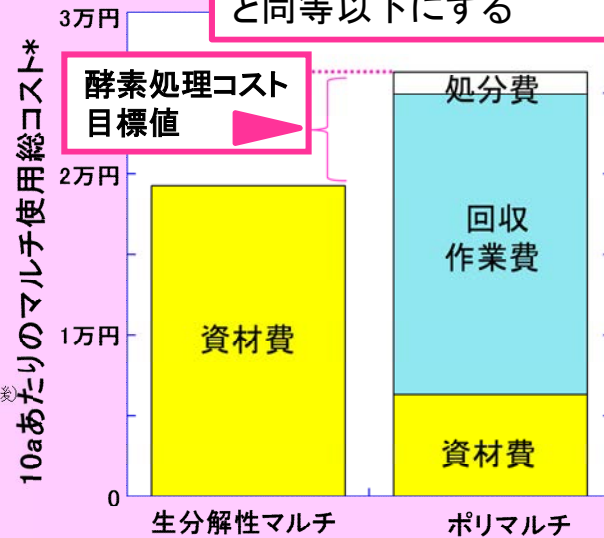 と同等以下にする
3万円
酵素処理コスト
目標値
処分費
2万円
回収
作業費
10aあたりのマルチ使用総コスト*
1万円
資材費
資材費
0
生分解性マルチ
ポリマルチ